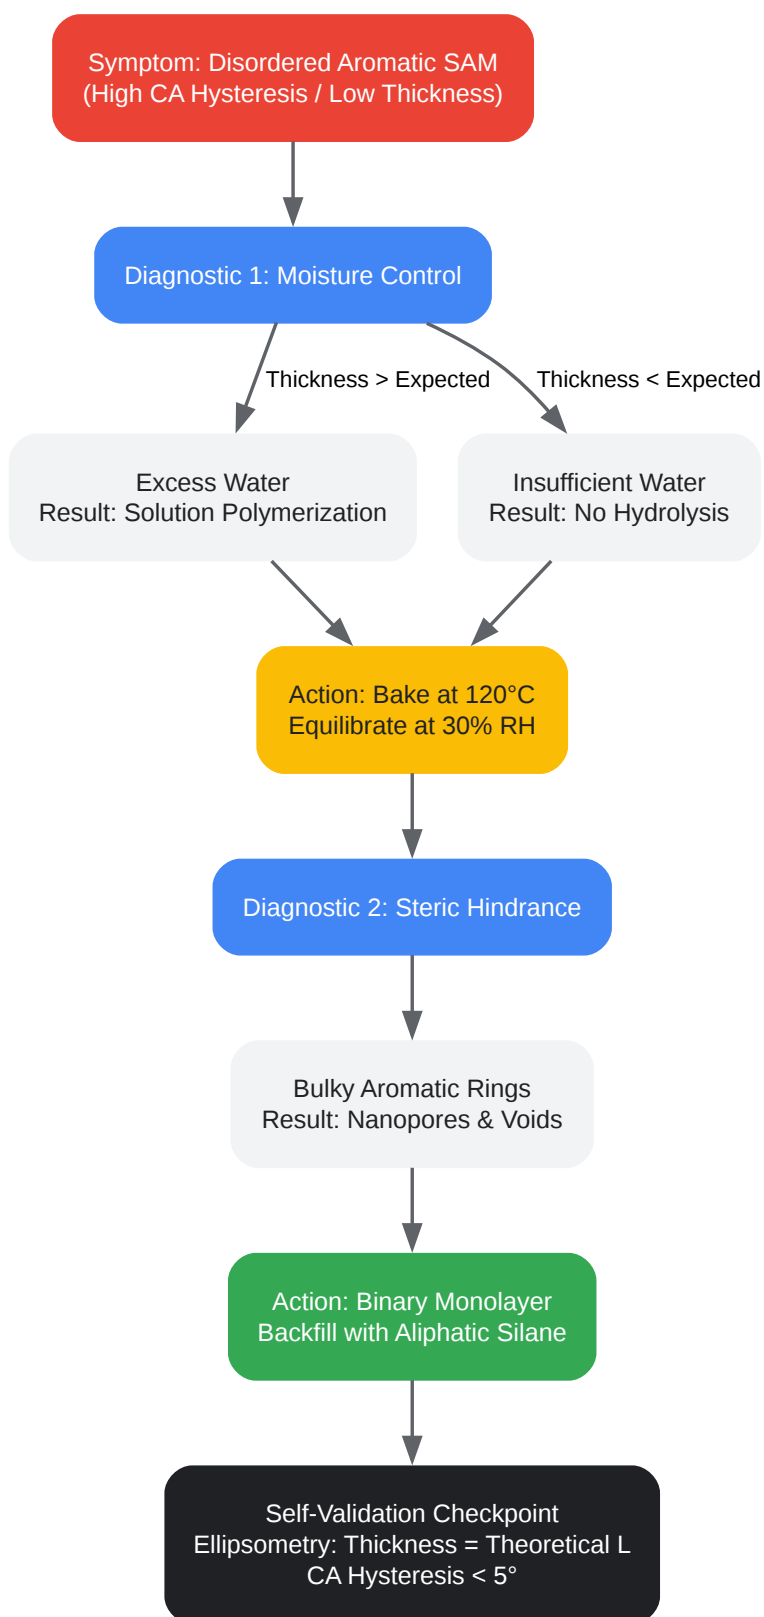 Symptom: Disordered Aromatic SAM
(High CA Hysteresis / Low Thickness)
Diagnostic 1: Moisture Control
Thickness > Expected
Thickness < Expected
Excess Water
Result: Solution Polymerization
Insufficient Water
Result: No Hydrolysis
Action: Bake at 120°C
Equilibrate at 30% RH
Diagnostic 2: Steric Hindrance
Bulky Aromatic Rings
Result: Nanopores & Voids
Action: Binary Monolayer
Backfill with Aliphatic Silane
Self-Validation Checkpoint
Ellipsometry: Thickness = Theoretical L
CA Hysteresis < 5°